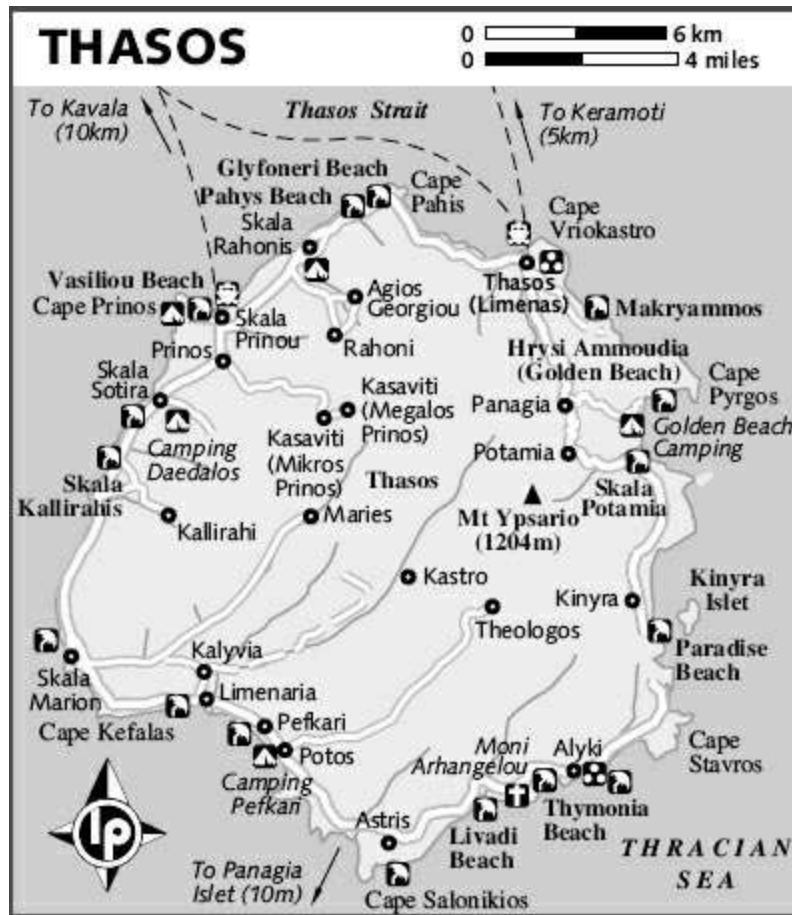 THASOS
0 6 km
0 4 miles
To Kavala
(10km)
Thasos Strait
To Keramoti
(5km)
Glyfoneri Beach
Pahys Beach
Cape
Pahis
Cape
Vriokastro
Skala
Rahonis
Vasiliou Beach
Cape Prinos
Skala
Prinou
Agios
Georgiou
Thasos
(Limenas)
Makryammos
Prinos
Rahoni
Hrysi Ammoudia
(Golden Beach)
Skala
Sotira
Kasaviti
(Megalos
Prinos)
Panagia
Cape
Pyrgos
Camping
Daedalos
Kasaviti
(Mikros
Prinos)
Potamia
Golden Beach
Camping
Skala
Kallirahis
Thasos
Skala
Potamia
Kallirahi
Maries
Mt Ypsario
(1204m)
Kastro
Kinyra
Kinyra
Islet
Theologos
Paradise
Beach
Kalyvia
Skala
Marion
Limenaria
Cape Kefalas
Pefkari
Potos
Moni
Arhangelou
Alyki
Cape
Stavros
Camping
Pefkari
Astris
Livadi
Beach
Thymonia
Beach
lp
To Panagia
Islet (10m)
Cape Salonikios
THRACIAN
SEA